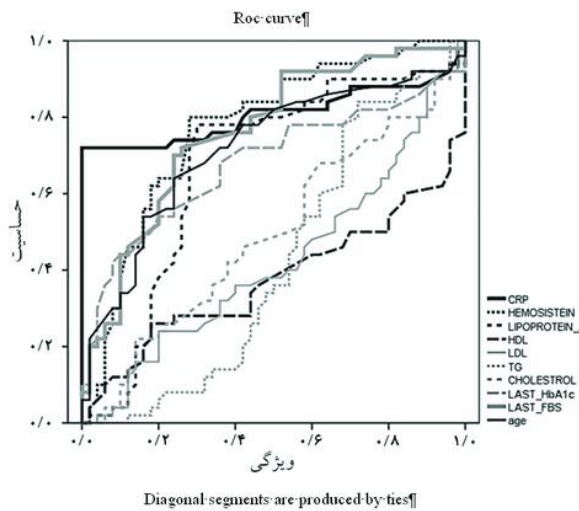 Roc·curve¶
۱/۰
۰/۸
۰/۶
۰/۴
۰/۲
۰/۰
حساسیت
۰/۰ ۰/۲ ۰/۴ ۰/۶ ۰/۸ ۱/۰
ویژگی
CRP
HEMOSISTEIN
LIPOPROTEIN_
HDL
LDL
TG
CHOLESTROL
LAST_HbA1c
LAST_FBS
age
Diagonal·segments·are·produced·by·ties¶